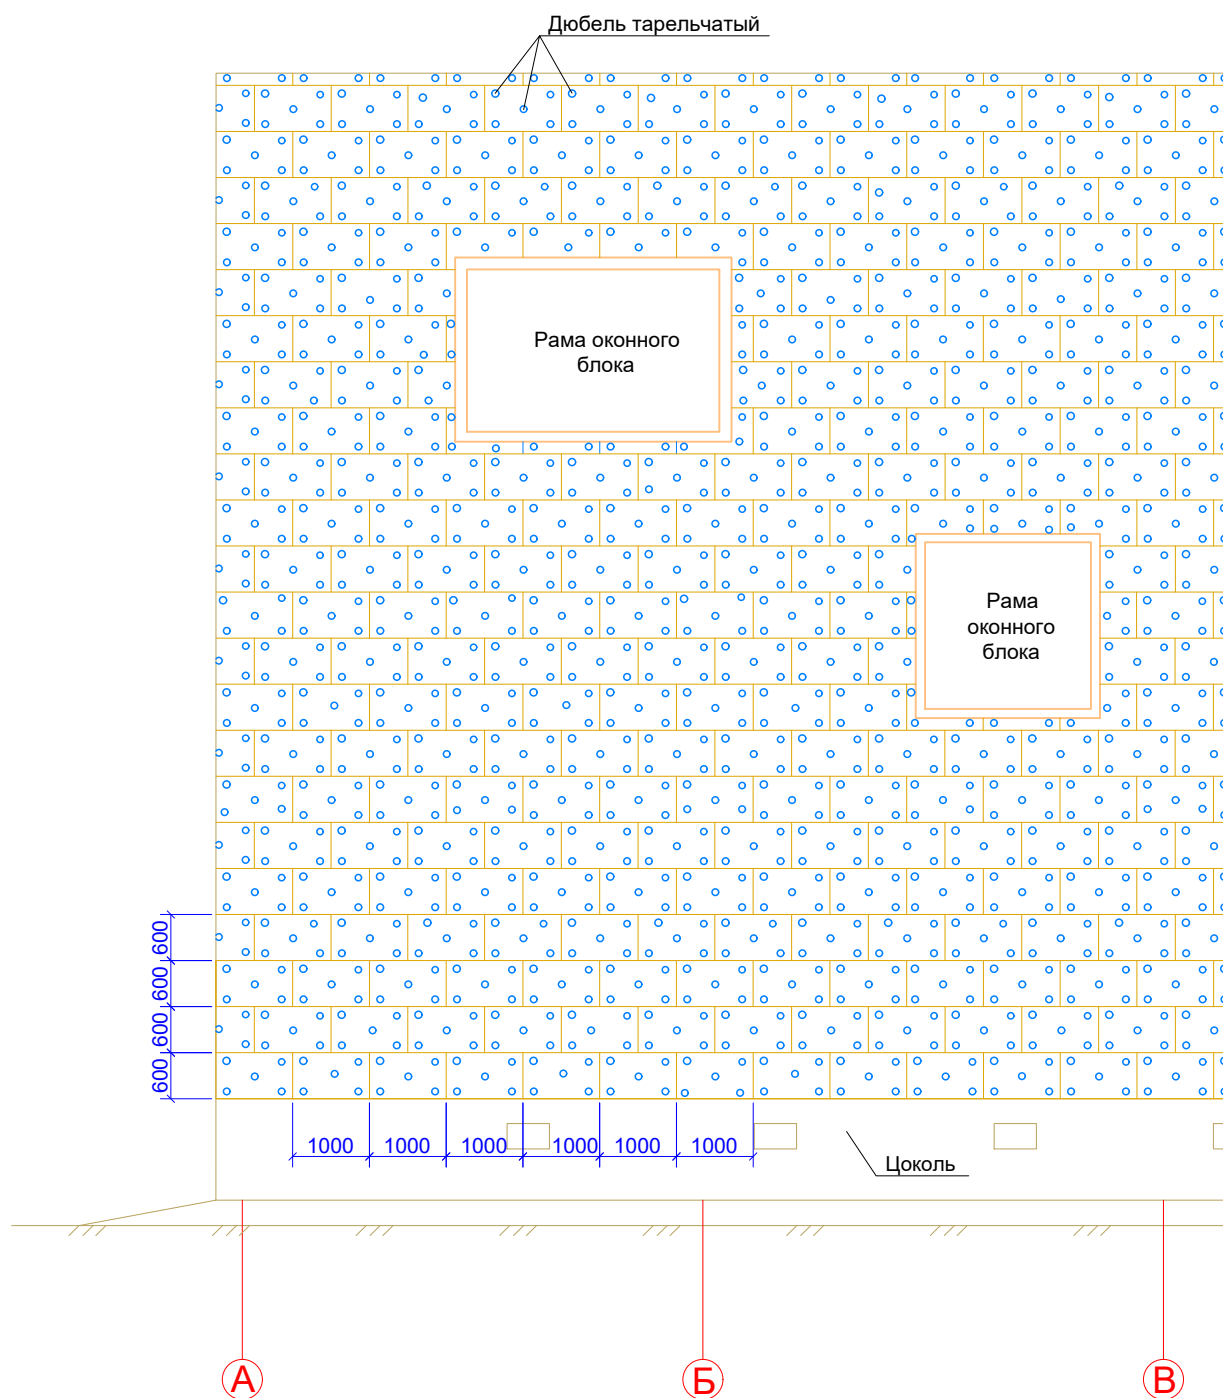 Дюбель тарельчатый
Рама оконного
блока
Рама
оконного
блока
600
600
600
600
1000
1000
1000
1000
1000
1000
Цоколь
А
Б
В